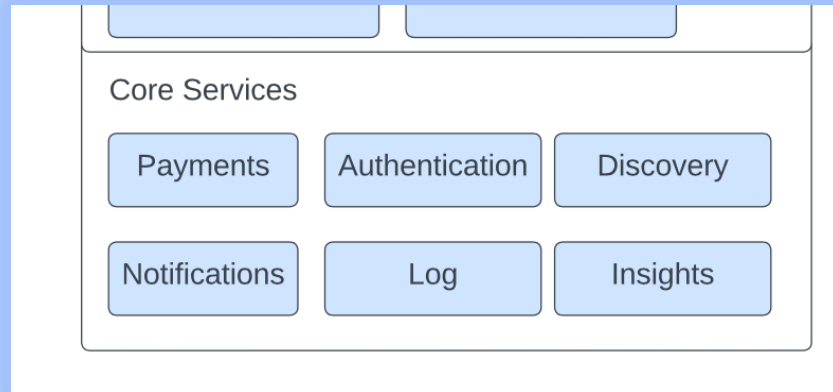 Core Services
Payments
Authentication
Discovery
Notifications
Log
Insights